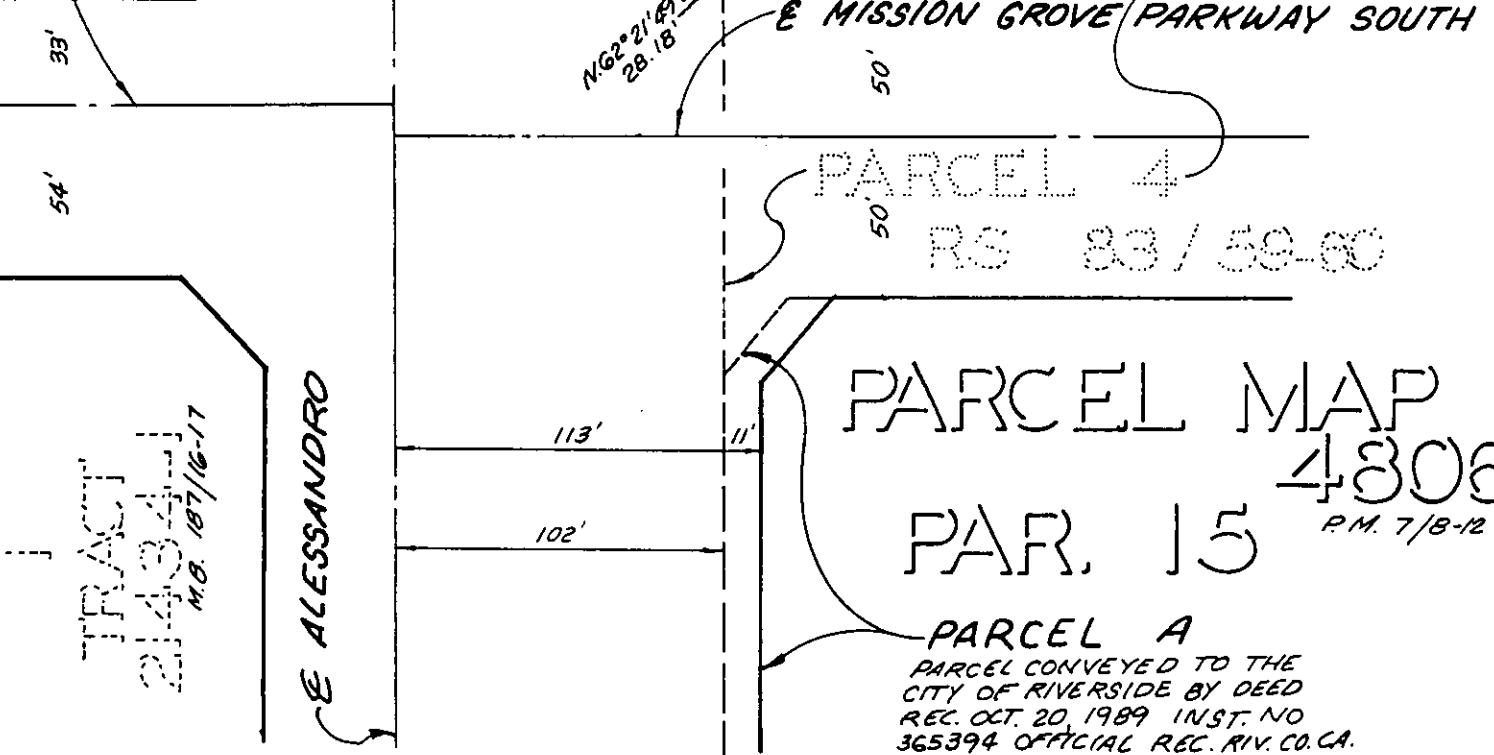 ℄ MISSION GROVE PARKWAY SOUTH
N.62°21'49"
28.18'
33'
50'
54'
PARCEL 4
50'
RS 83/59-60
TRACT
21434-1
M.B. 187/16-17
℄ ALESSANDRO
113'
11'
102'
PARCEL MAP
4806
P.M. 7/8-12
PAR. 15
PARCEL A
PARCEL CONVEYED TO THE
CITY OF RIVERSIDE BY DEED
REC. OCT. 20, 1989 INST. NO
365394 OFFICIAL REC. RIV. CO. CA.